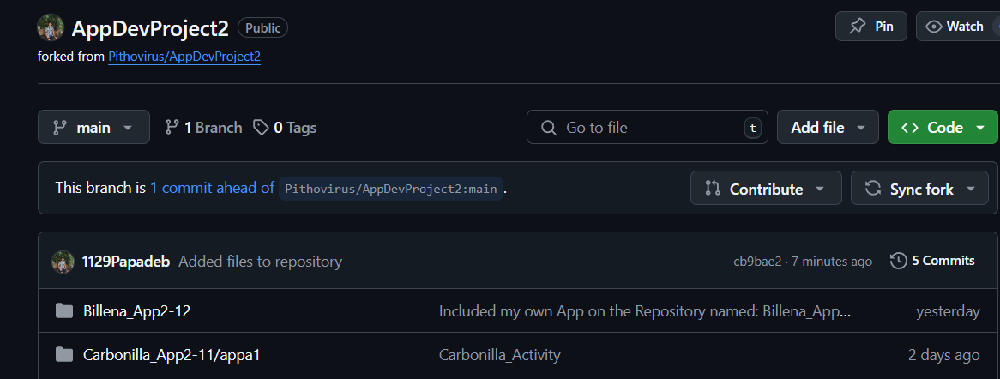 AppDevProject2 Public Pin Watch
forked from Pithovirus/AppDevProject2
main 1 Branch 0 Tags Go to file t Add file Code
This branch is 1 commit ahead of Pithovirus/AppDevProject2:main. Contribute Sync fork
1129Papadeb Added files to repository cb9bae2 · 7 minutes ago 5 Commits
Billena_App2-12 Included my own App on the Repository named: Billena_App... yesterday
Carbonilla_App2-11/appa1 Carbonilla_Activity 2 days ago